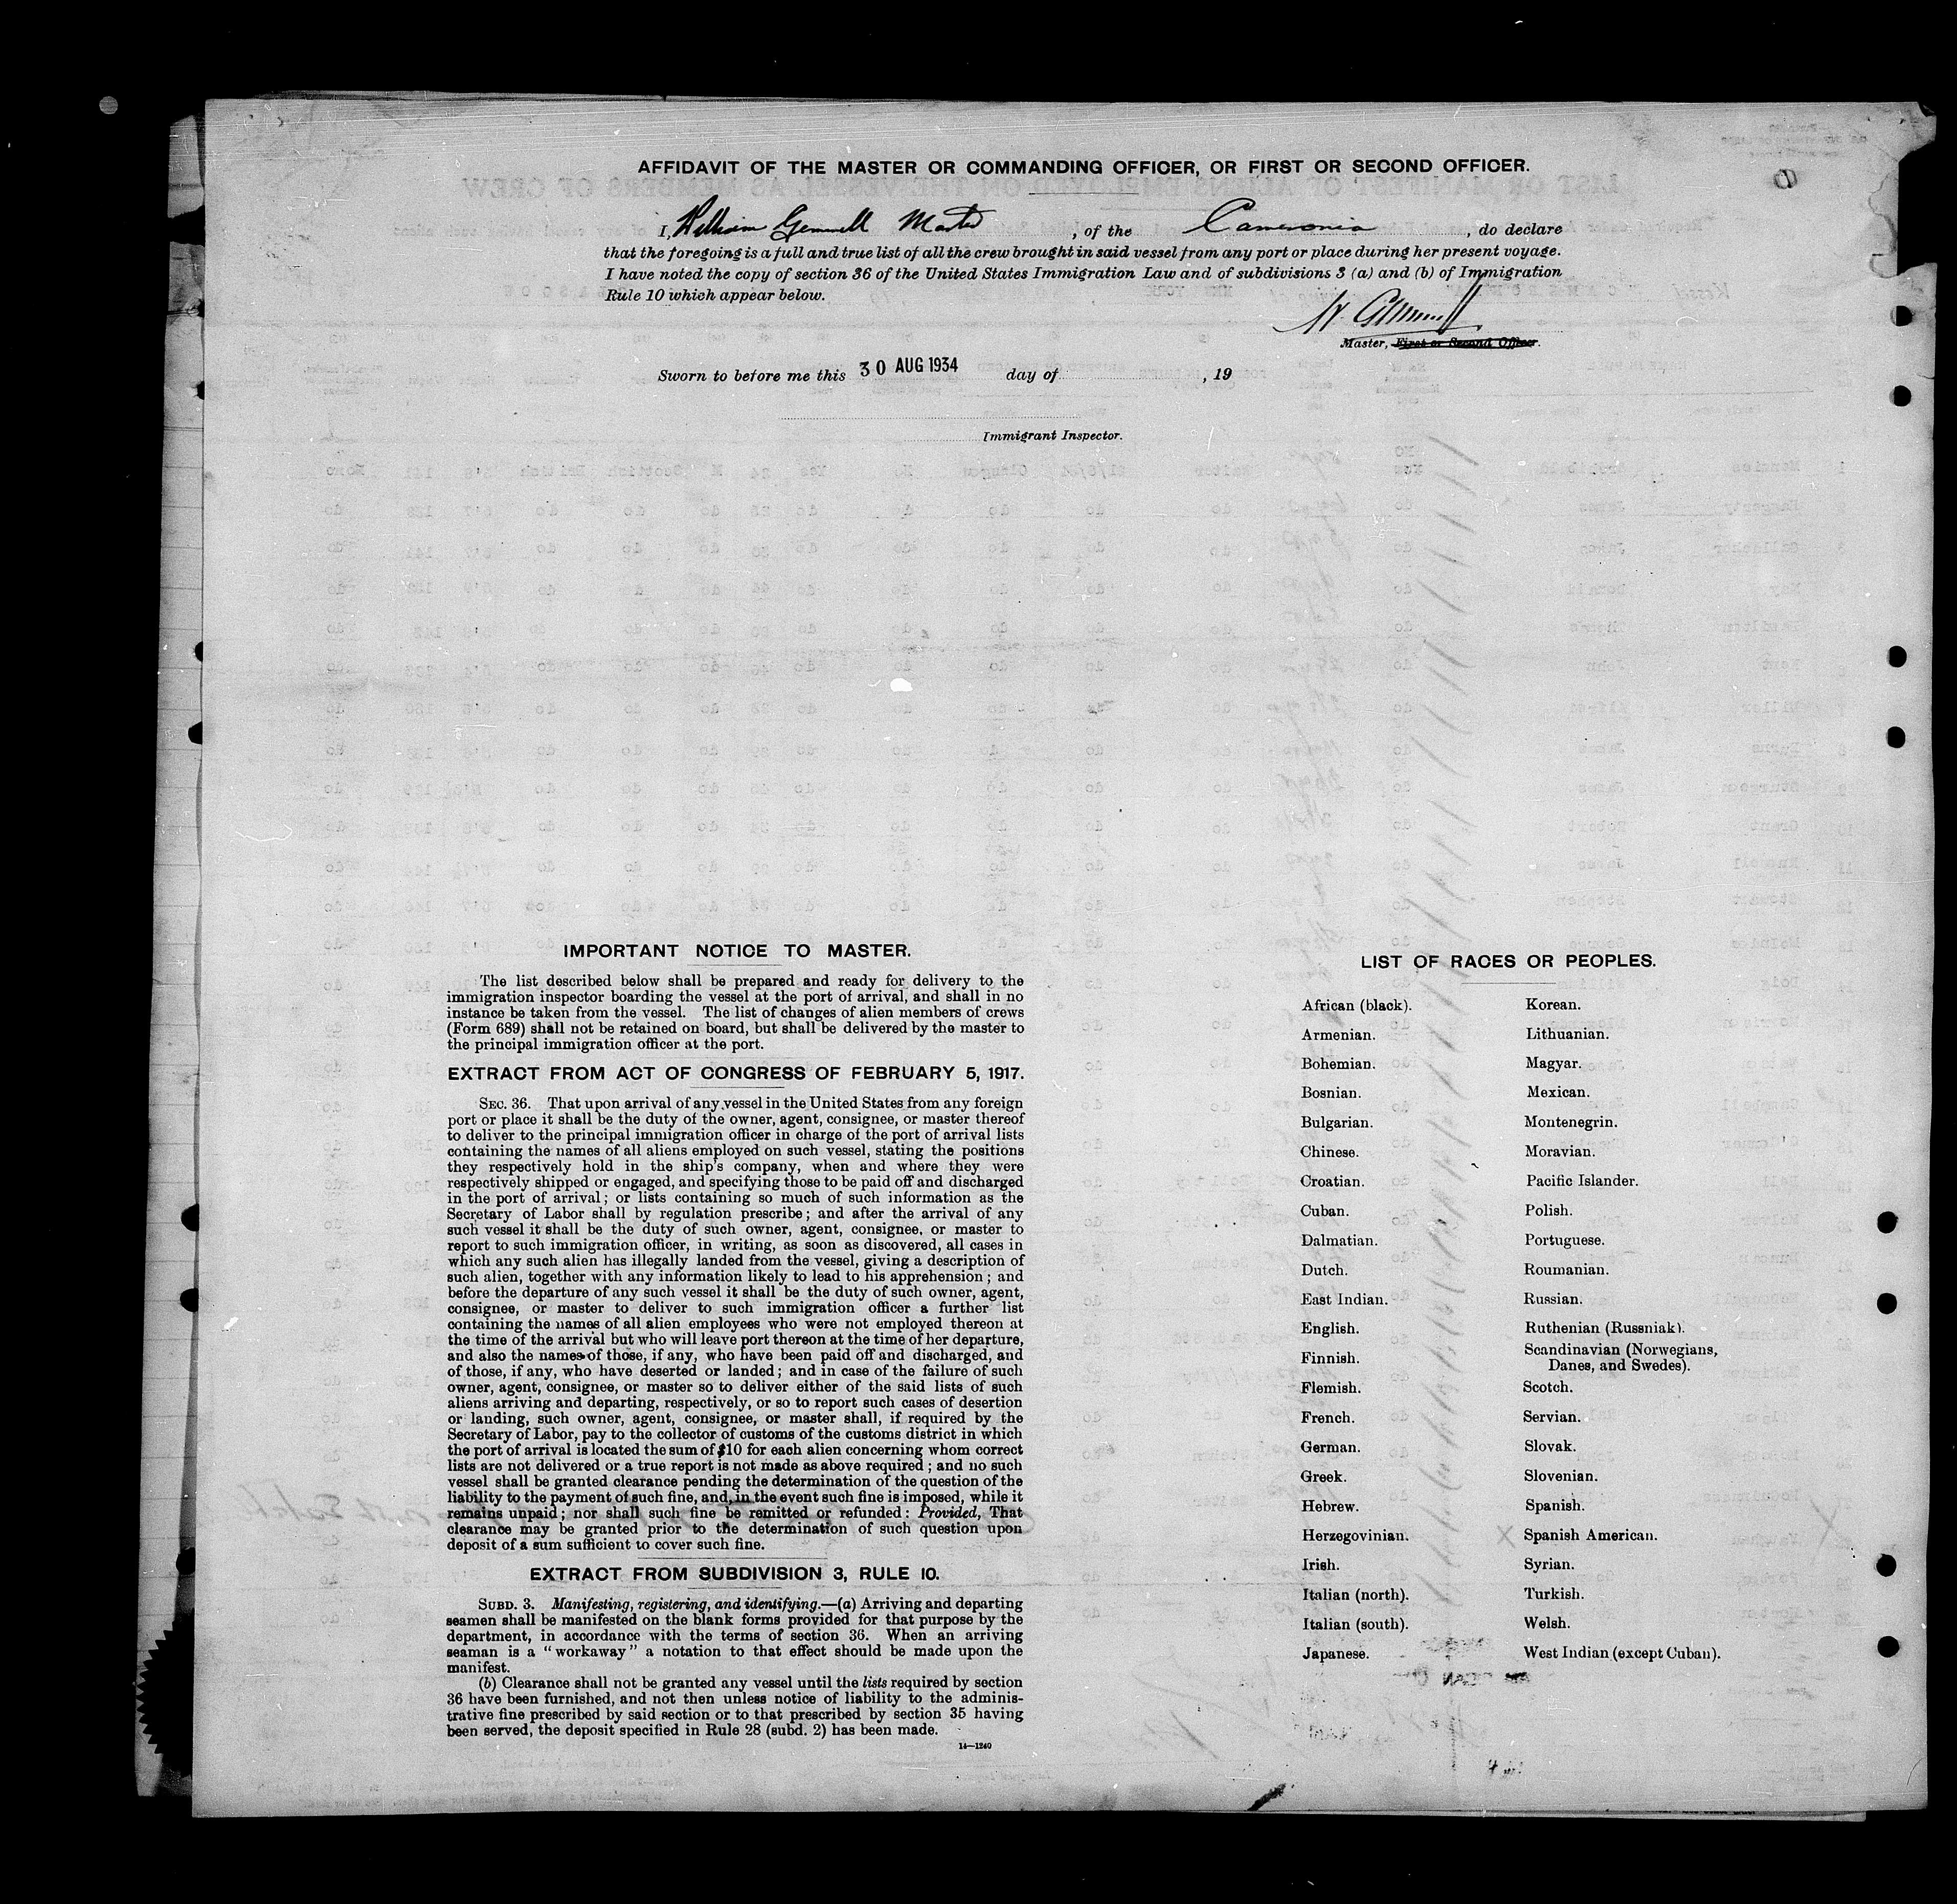 AFFIDAVIT OF THE MASTER OR COMMANDING OFFICER, OR FIRST OR SECOND OFFICER.
I, William Gemmell Master, of the Cameronia, do declare
that the foregoing is a full and true list of all the crew brought in said vessel from any port or place during her present voyage.
I have noted the copy of section 36 of the United States Immigration Law and of subdivisions 3 (a) and (b) of Immigration
Rule 10 which appear below.
W. Gemmell
Master, First or Second Officer.
Sworn to before me this 30 AUG 1934 day of , 19
Immigrant Inspector.
IMPORTANT NOTICE TO MASTER.
The list described below shall be prepared and ready for delivery to the
immigration inspector boarding the vessel at the port of arrival, and shall in no
instance be taken from the vessel. The list of changes of alien members of crews
(Form 689) shall not be retained on board, but shall be delivered by the master to
the principal immigration officer at the port.
EXTRACT FROM ACT OF CONGRESS OF FEBRUARY 5, 1917.
SEC. 36. That upon arrival of any vessel in the United States from any foreign
port or place it shall be the duty of the owner, agent, consignee, or master thereof
to deliver to the principal immigration officer in charge of the port of arrival lists
containing the names of all aliens employed on such vessel, stating the positions
they respectively hold in the ship's company, when and where they were
respectively shipped or engaged, and specifying those to be paid off and discharged
in the port of arrival; or lists containing so much of such information as the
Secretary of Labor shall by regulation prescribe; and after the arrival of any
such vessel it shall be the duty of such owner, agent, consignee, or master to
report to such immigration officer, in writing, as soon as discovered, all cases in
which any such alien has illegally landed from the vessel, giving a description of
such alien, together with any information likely to lead to his apprehension; and
before the departure of any such vessel it shall be the duty of such owner, agent,
consignee, or master to deliver to such immigration officer a further list
containing the names of all alien employees who were not employed thereon at
the time of the arrival but who will leave port thereon at the time of her departure,
and also the names of those, if any, who have been paid off and discharged, and
of those, if any, who have deserted or landed; and in case of the failure of such
owner, agent, consignee, or master so to deliver either of the said lists of such
aliens arriving and departing, respectively, or so to report such cases of desertion
or landing, such owner, agent, consignee, or master shall, if required by the
Secretary of Labor, pay to the collector of customs of the customs district in which
the port of arrival is located the sum of $10 for each alien concerning whom correct
lists are not delivered or a true report is not made as above required; and no such
vessel shall be granted clearance pending the determination of the question of the
liability to the payment of such fine, and, in the event such fine is imposed, while it
remains unpaid; nor shall such fine be remitted or refunded: Provided, That
clearance may be granted prior to the determination of such question upon
deposit of a sum sufficient to cover such fine.
EXTRACT FROM SUBDIVISION 3, RULE 10.
SUBD. 3. Manifesting, registering, and identifying.—(a) Arriving and departing
seamen shall be manifested on the blank forms provided for that purpose by the
department, in accordance with the terms of section 36. When an arriving
seaman is a "workaway" a notation to that effect should be made upon the
manifest.
(b) Clearance shall not be granted any vessel until the lists required by section
36 have been furnished, and not then unless notice of liability to the adminis-
trative fine prescribed by said section or to that prescribed by section 35 having
been served, the deposit specified in Rule 28 (subd. 2) has been made.
14—1240
LIST OF RACES OR PEOPLES.
African (black).
Armenian.
Bohemian.
Bosnian.
Bulgarian.
Chinese.
Croatian.
Cuban.
Dalmatian.
Dutch.
East Indian.
English.
Finnish.
Flemish.
French.
German.
Greek.
Hebrew.
Herzegovinian.
Irish.
Italian (north).
Italian (south).
Japanese.
Korean.
Lithuanian.
Magyar.
Mexican.
Montenegrin.
Moravian.
Pacific Islander.
Polish.
Portuguese.
Roumanian.
Russian.
Ruthenian (Russniak).
Scandinavian (Norwegians,
Danes, and Swedes).
Scotch.
Servian.
Slovak.
Slovenian.
Spanish.
Spanish American.
Syrian.
Turkish.
Welsh.
West Indian (except Cuban).